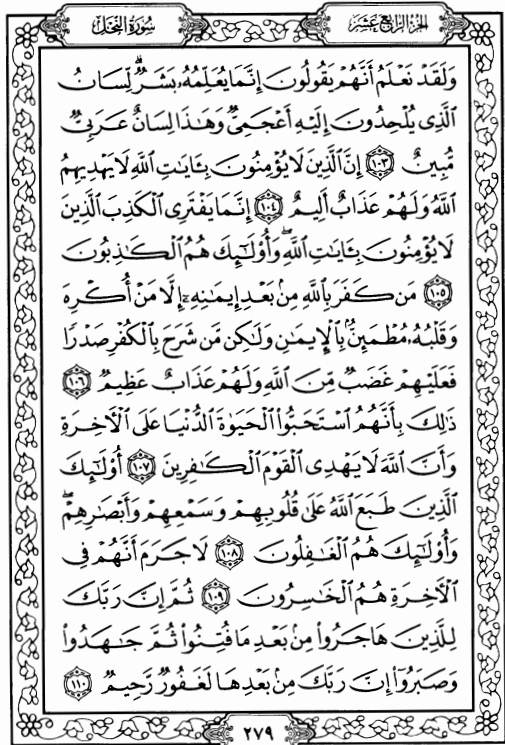 الجزء الرابع عشر
سورة النحل
وَلَقَدْ نَعْلَمُ أَنَّهُمْ يَقُولُونَ إِنَّمَا يُعَلِّمُهُۥ بَشَرٌۗ لِّسَانُ
ٱلَّذِى يُلْحِدُونَ إِلَيْهِ أَعْجَمِىٌّ وَهَٰذَا لِسَانٌ عَرَبِىٌّ
مُّبِينٌ ١٠٣ إِنَّ ٱلَّذِينَ لَا يُؤْمِنُونَ بِـَٔايَٰتِ ٱللَّهِ لَا يَهْدِيهِمُ
ٱللَّهُ وَلَهُمْ عَذَابٌ أَلِيمٌ ١٠٤ إِنَّمَا يَفْتَرِى ٱلْكَذِبَ ٱلَّذِينَ
لَا يُؤْمِنُونَ بِـَٔايَٰتِ ٱللَّهِۖ وَأُو۟لَٰٓئِكَ هُمُ ٱلْكَٰذِبُونَ
١٠٥ مَن كَفَرَ بِٱللَّهِ مِنۢ بَعْدِ إِيمَٰنِهِۦٓ إِلَّا مَنْ أُكْرِهَ
وَقَلْبُهُۥ مُطْمَئِنٌّۢ بِٱلْإِيمَٰنِ وَلَٰكِن مَّن شَرَحَ بِٱلْكُفْرِ صَدْرًا
فَعَلَيْهِمْ غَضَبٌ مِّنَ ٱللَّهِ وَلَهُمْ عَذَابٌ عَظِيمٌ ١٠٦
ذَٰلِكَ بِأَنَّهُمُ ٱسْتَحَبُّوا۟ ٱلْحَيَوٰةَ ٱلدُّنْيَا عَلَى ٱلْءَاخِرَةِ
وَأَنَّ ٱللَّهَ لَا يَهْدِى ٱلْقَوْمَ ٱلْكَٰفِرِينَ ١٠٧ أُو۟لَٰٓئِكَ
ٱلَّذِينَ طَبَعَ ٱللَّهُ عَلَىٰ قُلُوبِهِمْ وَسَمْعِهِمْ وَأَبْصَٰرِهِمْۖ
وَأُو۟لَٰٓئِكَ هُمُ ٱلْغَٰفِلُونَ ١٠٨ لَا جَرَمَ أَنَّهُمْ فِى
ٱلْءَاخِرَةِ هُمُ ٱلْخَٰسِرُونَ ١٠٩ ثُمَّ إِنَّ رَبَّكَ
لِلَّذِينَ هَاجَرُوا۟ مِنۢ بَعْدِ مَا فُتِنُوا۟ ثُمَّ جَٰهَدُوا۟
وَصَبَرُوٓا۟ إِنَّ رَبَّكَ مِنۢ بَعْدِهَا لَغَفُورٌ رَّحِيمٌ ١١٠
٢٧٩